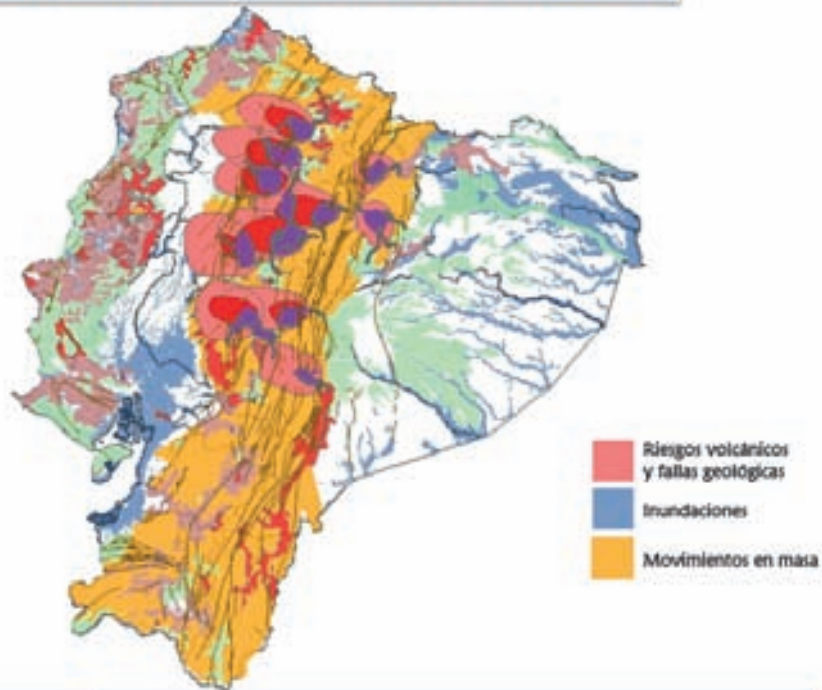 Riesgos volcánicos
y fallas geológicas
Inundaciones
Movimientos en masa